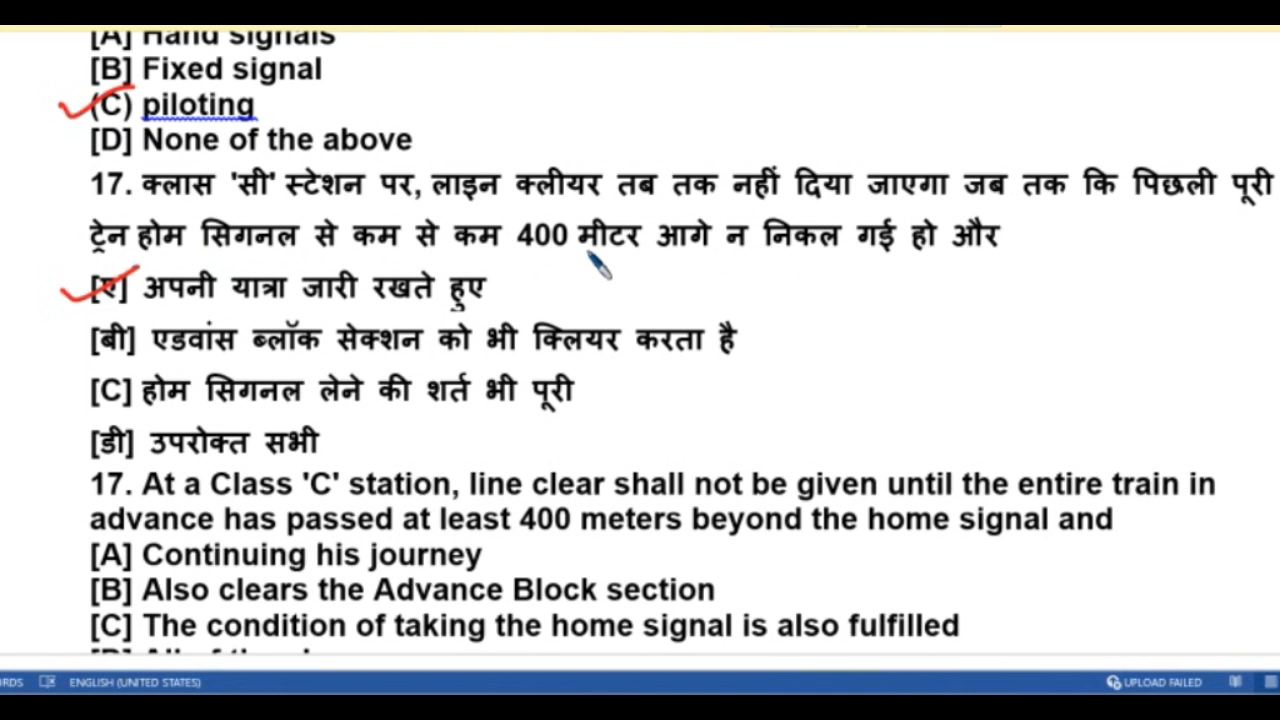 [A] Hand signals
[B] Fixed signal
(C) piloting
[D] None of the above
17. क्लास 'सी' स्टेशन पर, लाइन क्लीयर तब तक नहीं दिया जाएगा जब तक कि पिछली पूरी
ट्रेन होम सिगनल से कम से कम 400 मीटर आगे न निकल गई हो और
[ए] अपनी यात्रा जारी रखते हुए
[बी] एडवांस ब्लॉक सेक्शन को भी क्लियर करता है
[C] होम सिगनल लेने की शर्त भी पूरी
[डी] उपरोक्त सभी
17. At a Class 'C' station, line clear shall not be given until the entire train in
advance has passed at least 400 meters beyond the home signal and
[A] Continuing his journey
[B] Also clears the Advance Block section
[C] The condition of taking the home signal is also fulfilled
ENGLISH (UNITED STATES) UPLOAD FAILED